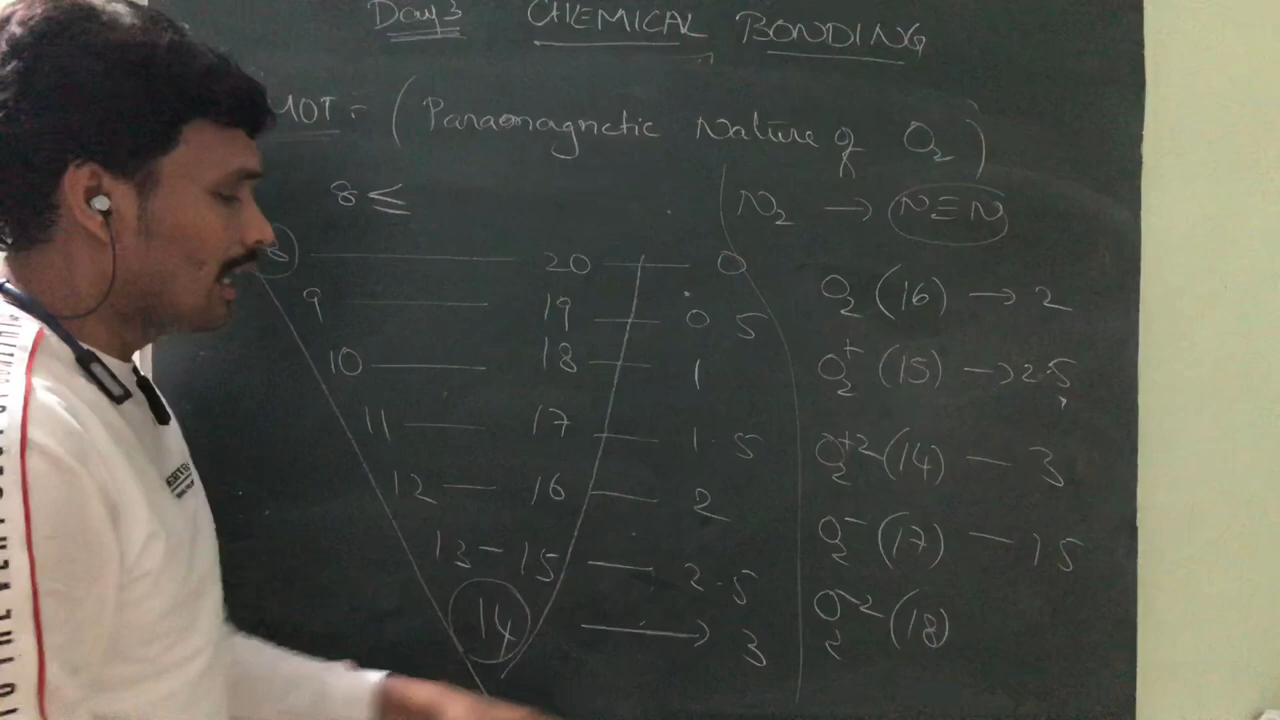 Day 3 CHEMICAL BONDING
MOT = ( Paramagnetic Nature of O2 )
8 ≤
N2 → N≡N
8 20 0
9 19 0 5
10 18 1
11 17 1.5
12 — 16 2
13 – 15 2.5
14 → 3
O2 (16) → 2
O2+ (15) → 2.5
O2+2 (14) — 3
O2- (17) — 1 5
O2-2 (18)